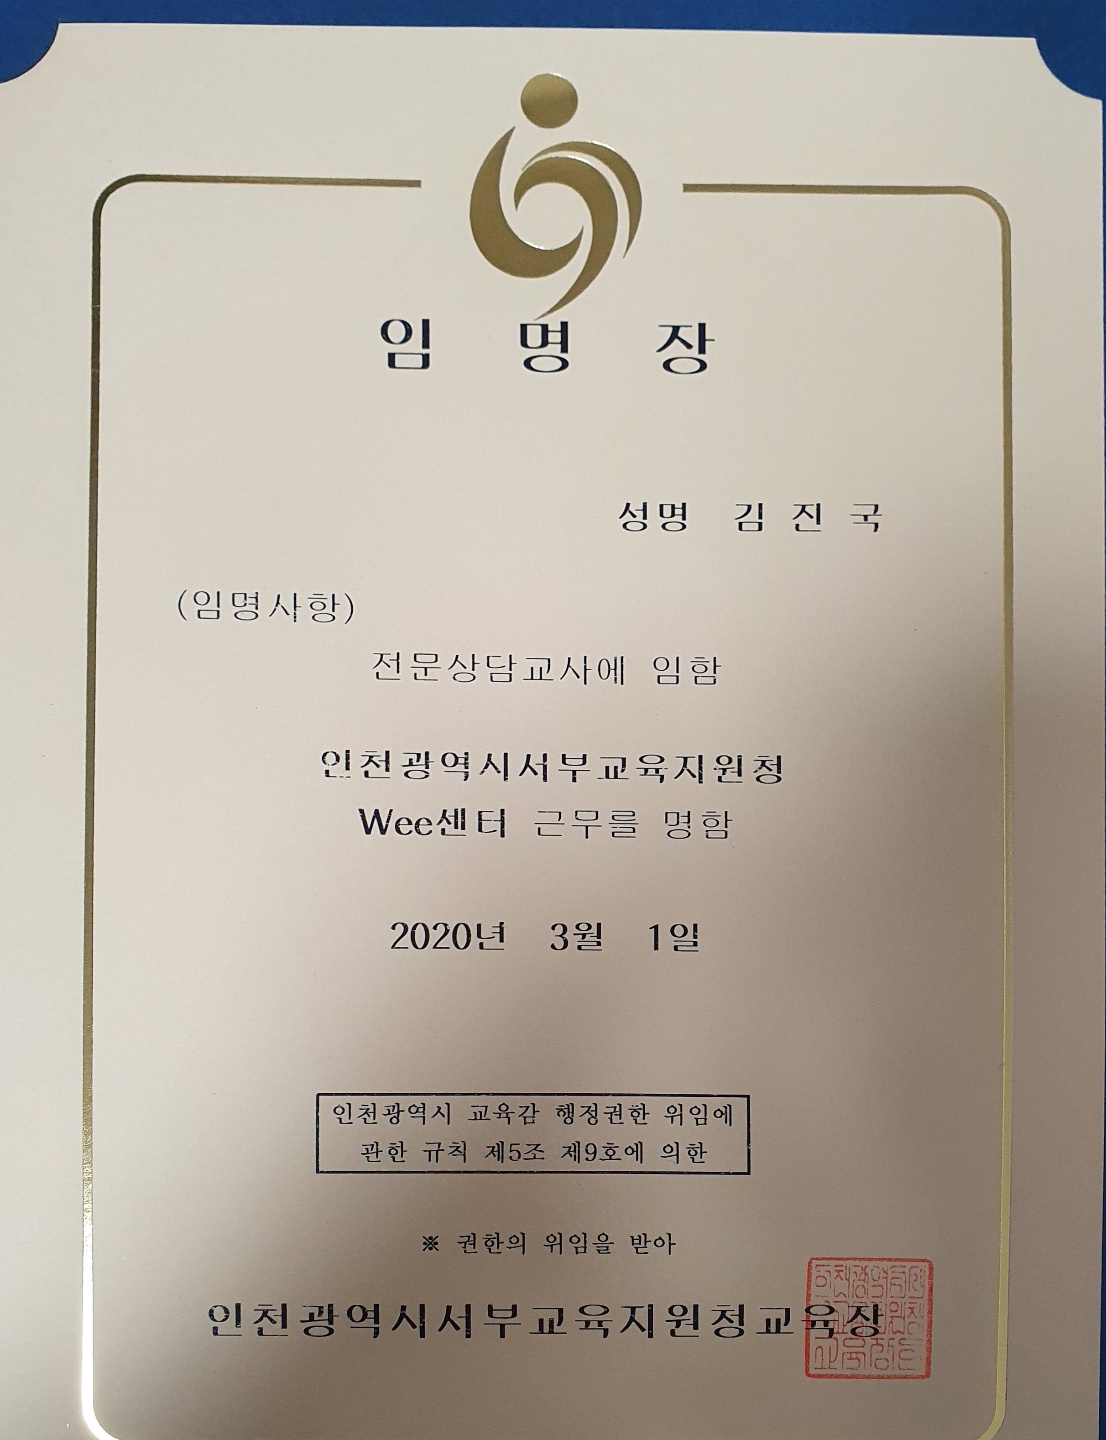 임 명 장
성명 김 진 국
(임명사항)
전문상담교사에 임함
인천광역시서부교육지원청
Wee센터 근무를 명함
2020년 3월 1일
인천광역시 교육감 행정권한 위임에
관한 규칙 제5조 제9호에 의한
※ 권한의 위임을 받아
인천광역시서부교육지원청교육장